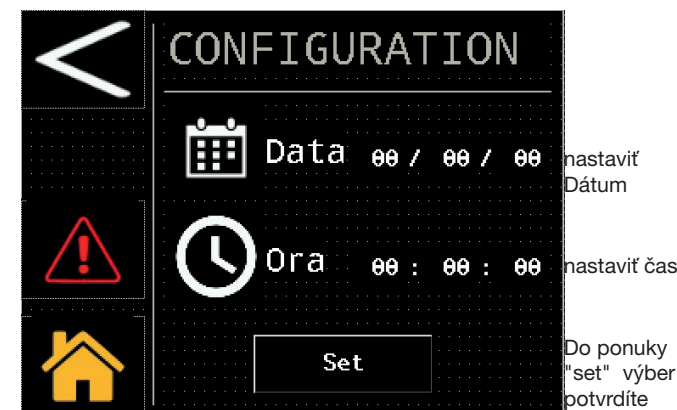 CONFIGURATION
Data 00 / 00 / 00
nastaviť
Dátum
Ora 00 : 00 : 00
nastaviť čas
Set
Do ponuky
"set" výber
potvrdíte